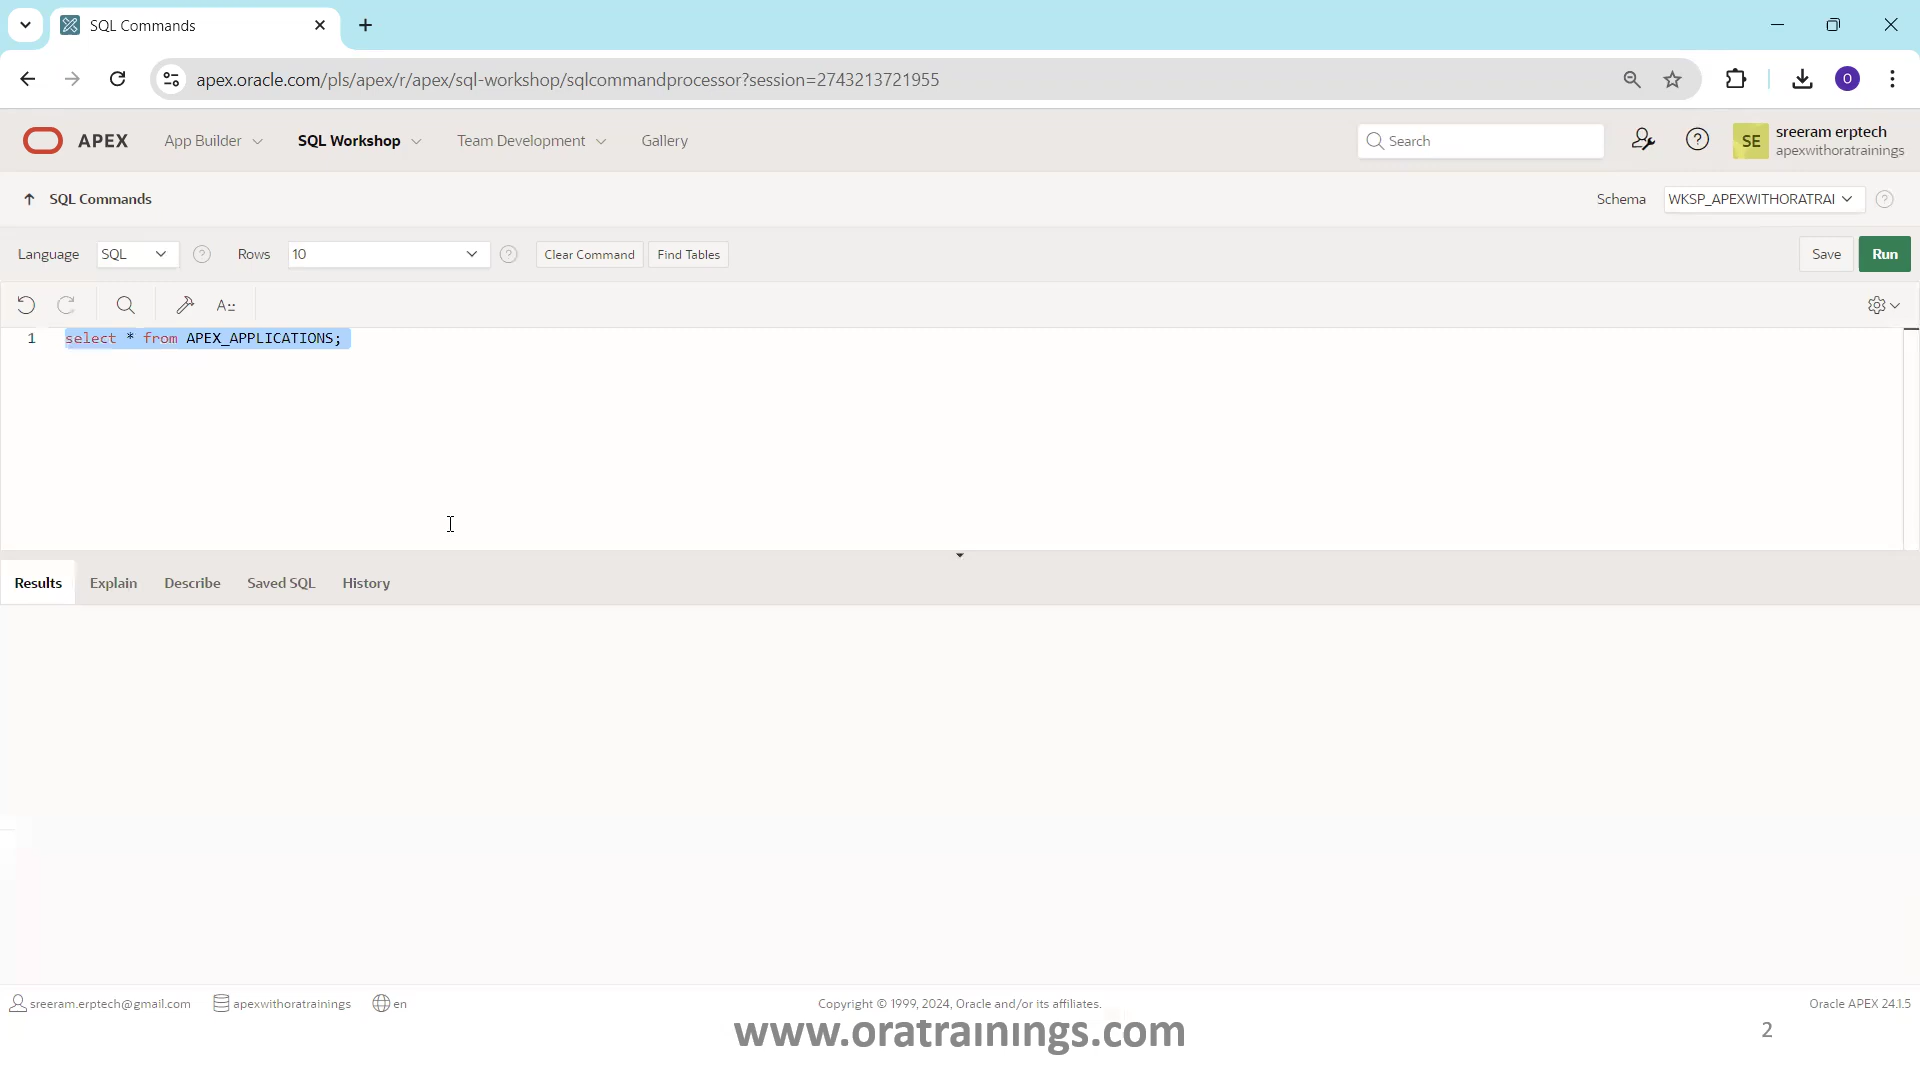 SQL Commands
apex.oracle.com/pls/apex/r/apex/sql-workshop/sqlcommandprocessor?session=2743213721955
O
APEX App Builder SQL Workshop Team Development Gallery Search SE sreeram erptech
apexwithoratrainings
SQL Commands Schema WKSP_APEXWITHORATRAI
Language SQL Rows 10 Clear Command Find Tables Save Run
A
1 select * from APEX_APPLICATIONS;
Results Explain Describe Saved SQL History
sreeram.erptech@gmail.com apexwithoratrainings en Copyright © 1999, 2024, Oracle and/or its affiliates. Oracle APEX 24.1.5
www.oratrainings.com 2